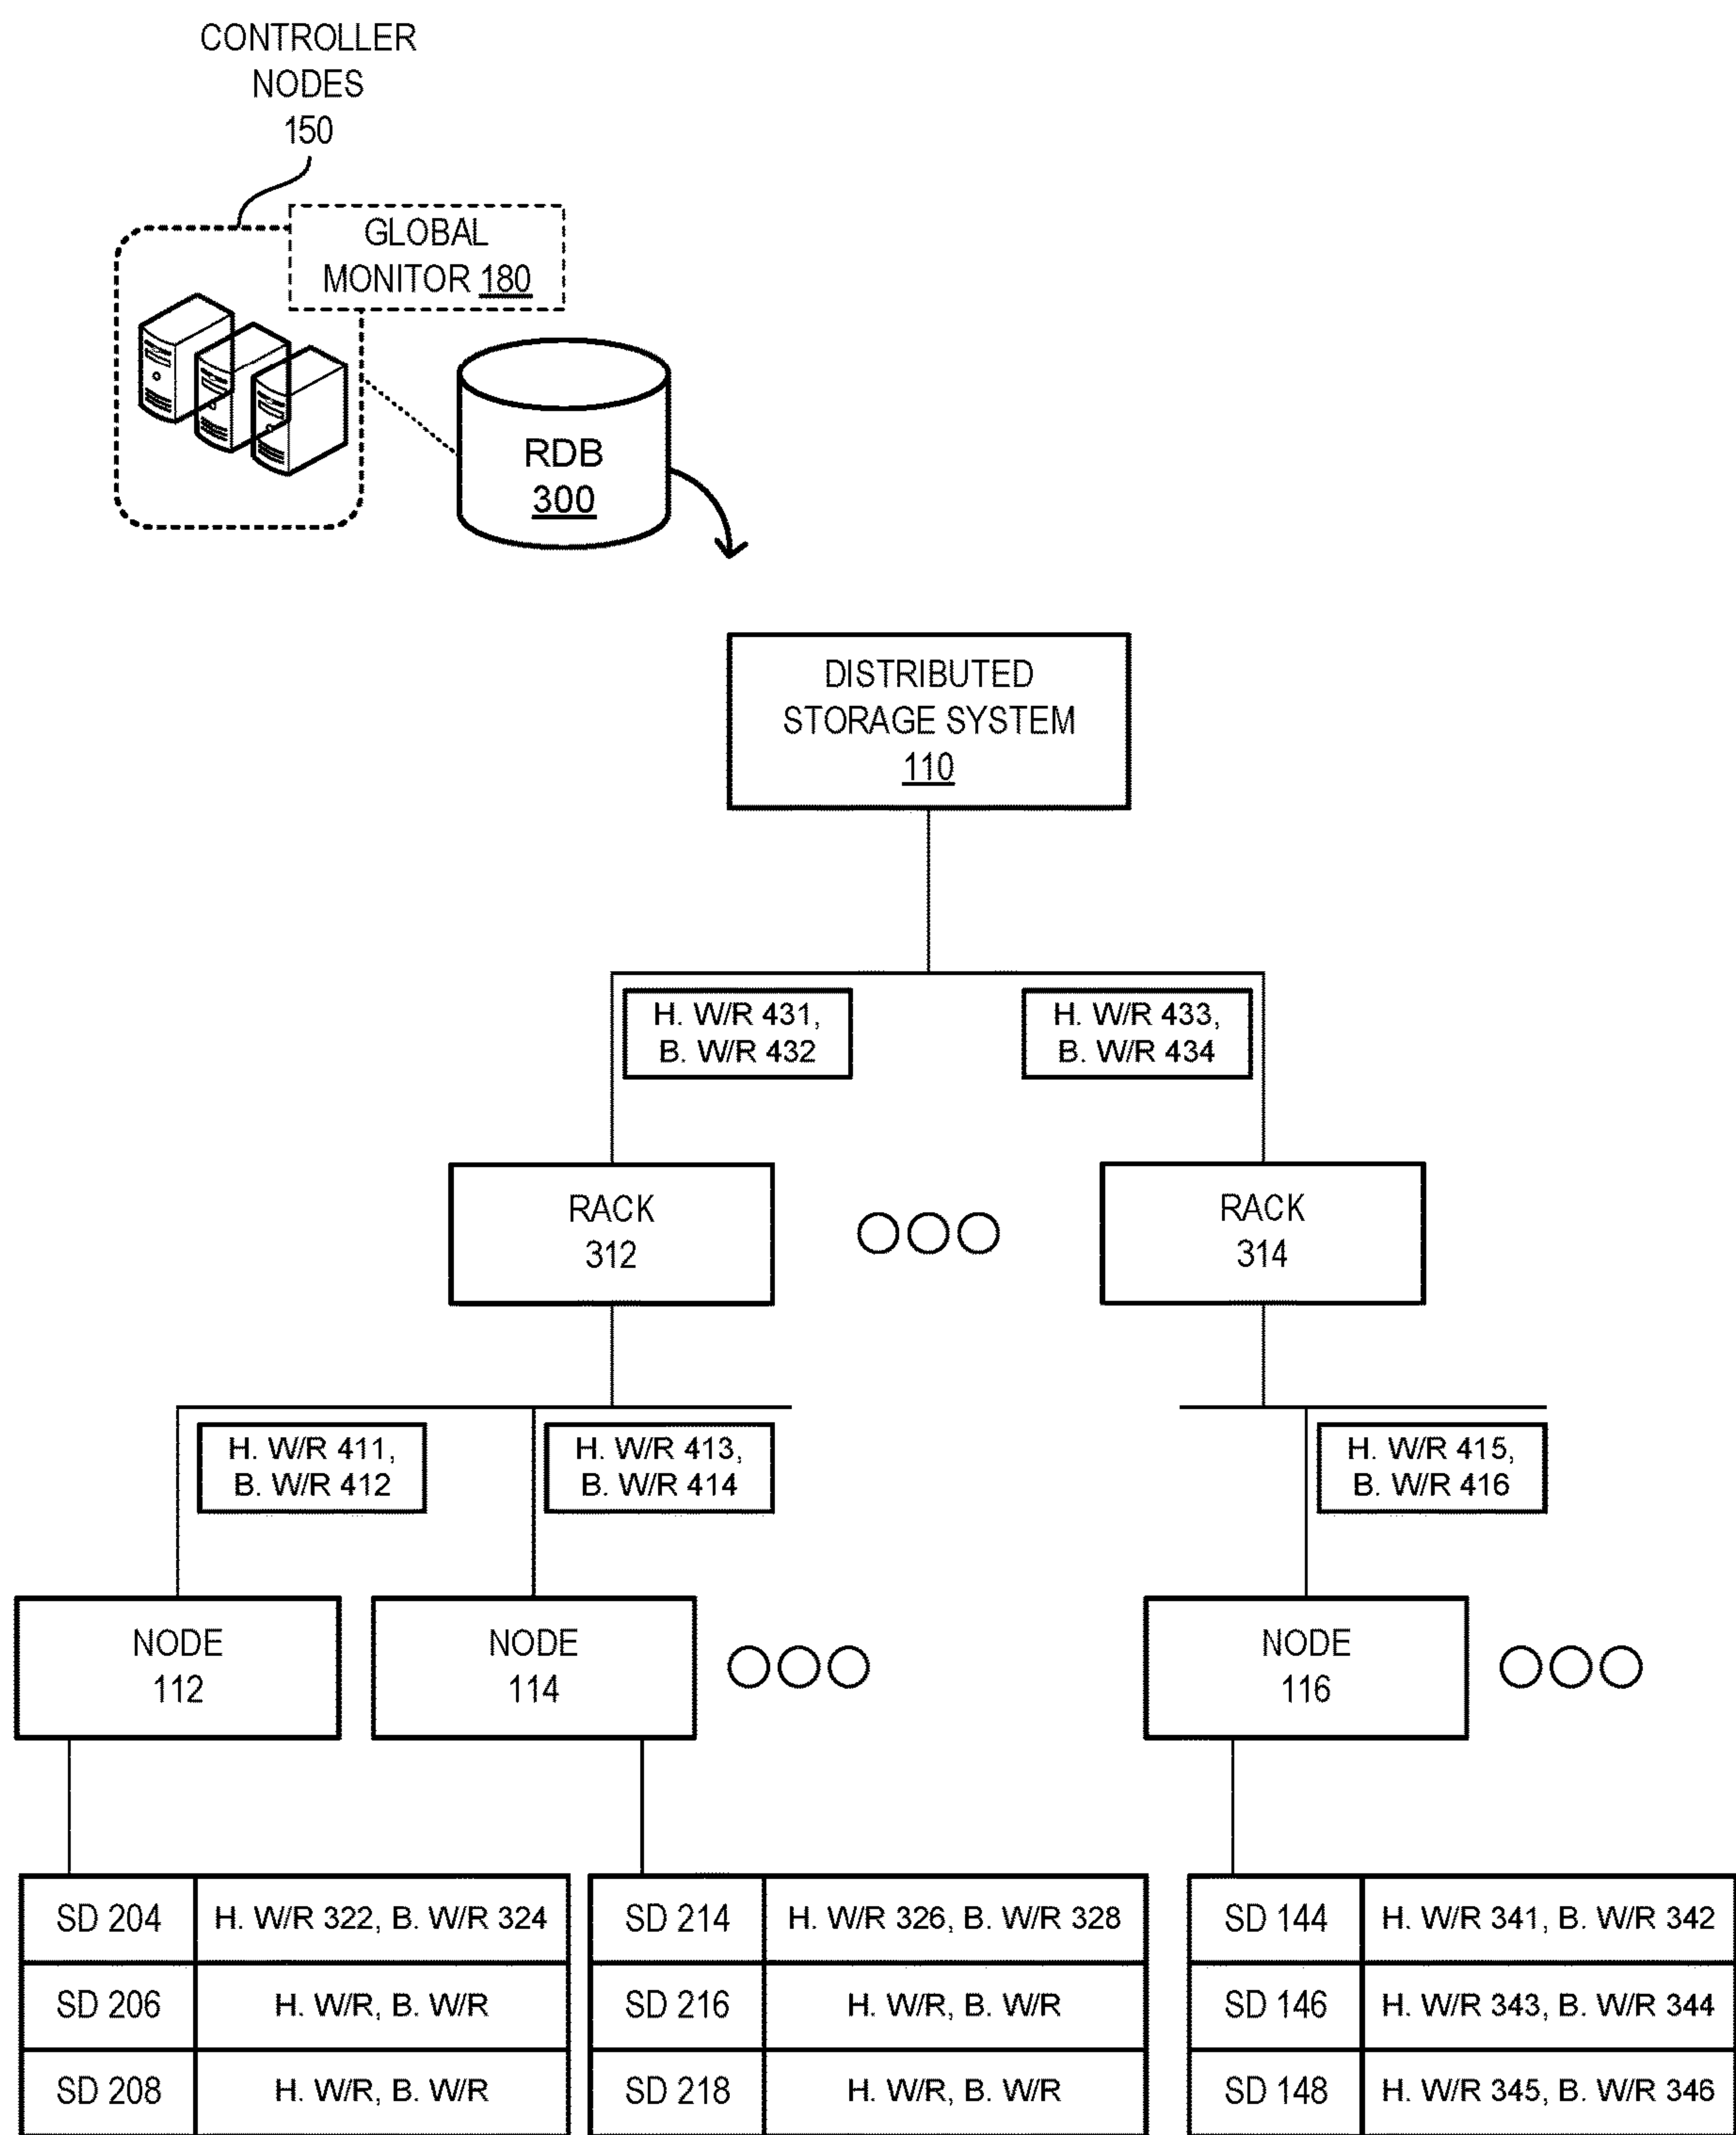 CONTROLLER
NODES
150
GLOBAL
MONITOR 180
RDB
300
DISTRIBUTED
STORAGE SYSTEM
110
H. W/R 431,
B. W/R 432
H. W/R 433,
B. W/R 434
RACK
312
RACK
314
H. W/R 411,
B. W/R 412
H. W/R 413,
B. W/R 414
H. W/R 415,
B. W/R 416
NODE
112
NODE
114
NODE
116
SD 204 H. W/R 322, B. W/R 324
SD 206 H. W/R, B. W/R
SD 208 H. W/R, B. W/R
SD 214 H. W/R 326, B. W/R 328
SD 216 H. W/R, B. W/R
SD 218 H. W/R, B. W/R
SD 144 H. W/R 341, B. W/R 342
SD 146 H. W/R 343, B. W/R 344
SD 148 H. W/R 345, B. W/R 346